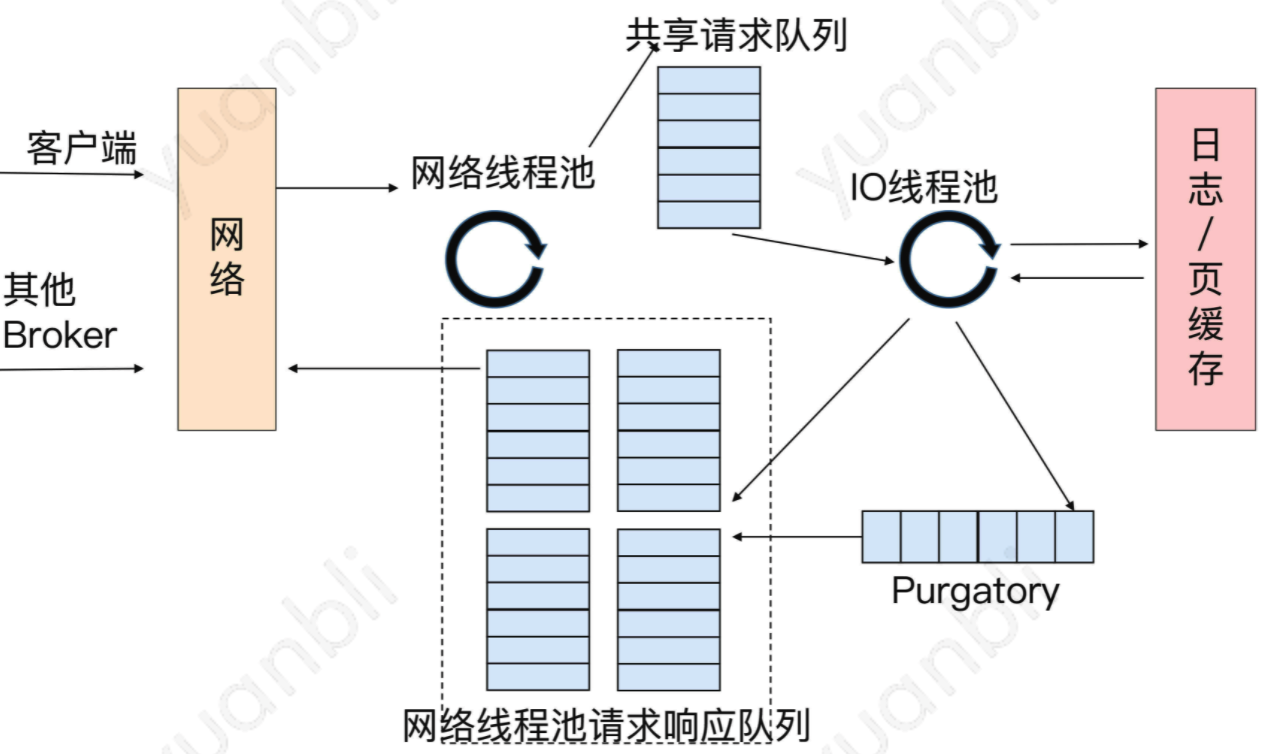 共享请求队列
客户端
网络线程池
IO线程池
网
络
日
志
/
页
缓
存
其他
Broker
Purgatory
网络线程池请求响应队列
yuanbli
yuanbli
yuanbli
yuanbli